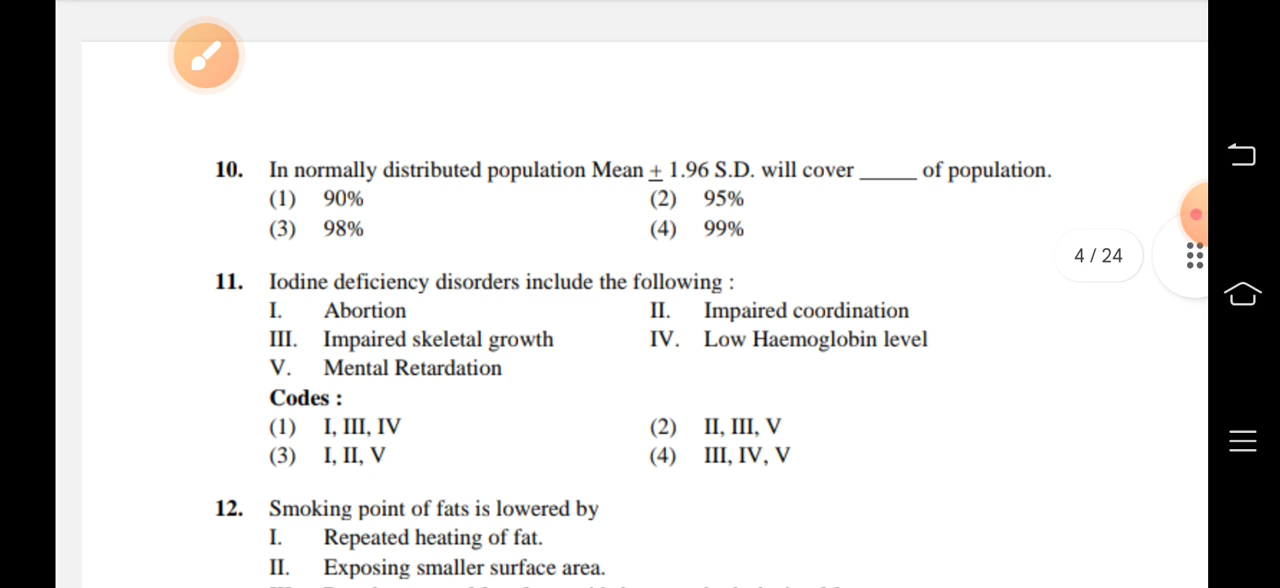 10. In normally distributed population Mean ± 1.96 S.D. will cover _____ of population.
(1) 90% (2) 95%
(3) 98% (4) 99%
4 / 24
11. Iodine deficiency disorders include the following :
I. Abortion II. Impaired coordination
III. Impaired skeletal growth IV. Low Haemoglobin level
V. Mental Retardation
Codes :
(1) I, III, IV (2) II, III, V
(3) I, II, V (4) III, IV, V
12. Smoking point of fats is lowered by
I. Repeated heating of fat.
II. Exposing smaller surface area.